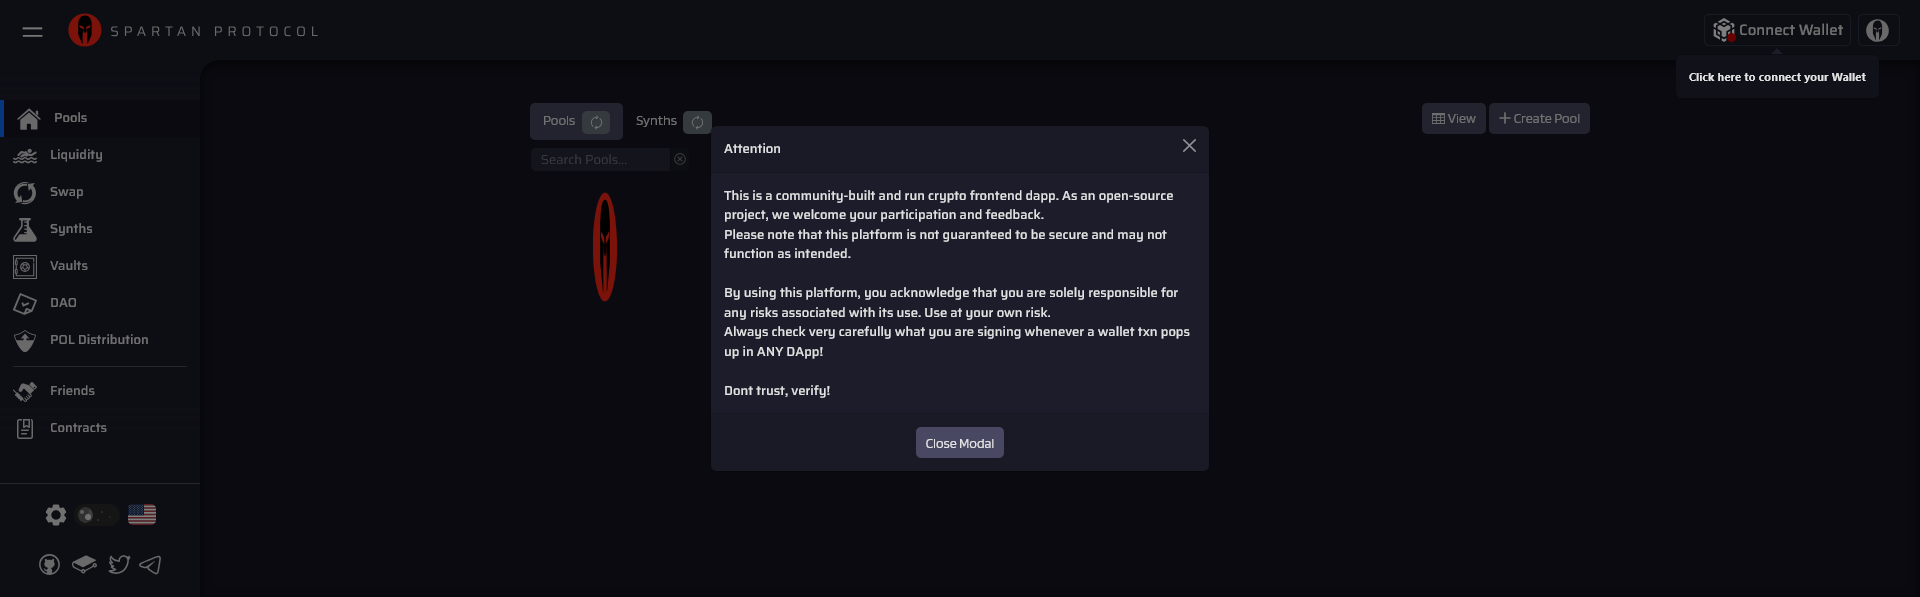 SPARTAN PROTOCOL
Connect Wallet
Click here to connect your Wallet
Pools
Liquidity
Swap
Synths
Vaults
DAO
POL Distribution
Friends
Contracts
Pools
Synths
View
Create Pool
Search Pools...
Attention
This is a community-built and run crypto frontend dapp. As an open-source
project, we welcome your participation and feedback.
Please note that this platform is not guaranteed to be secure and may not
function as intended.
By using this platform, you acknowledge that you are solely responsible for
any risks associated with its use. Use at your own risk.
Always check very carefully what you are signing whenever a wallet txn pops
up in ANY DApp!
Dont trust, verify!
Close Modal